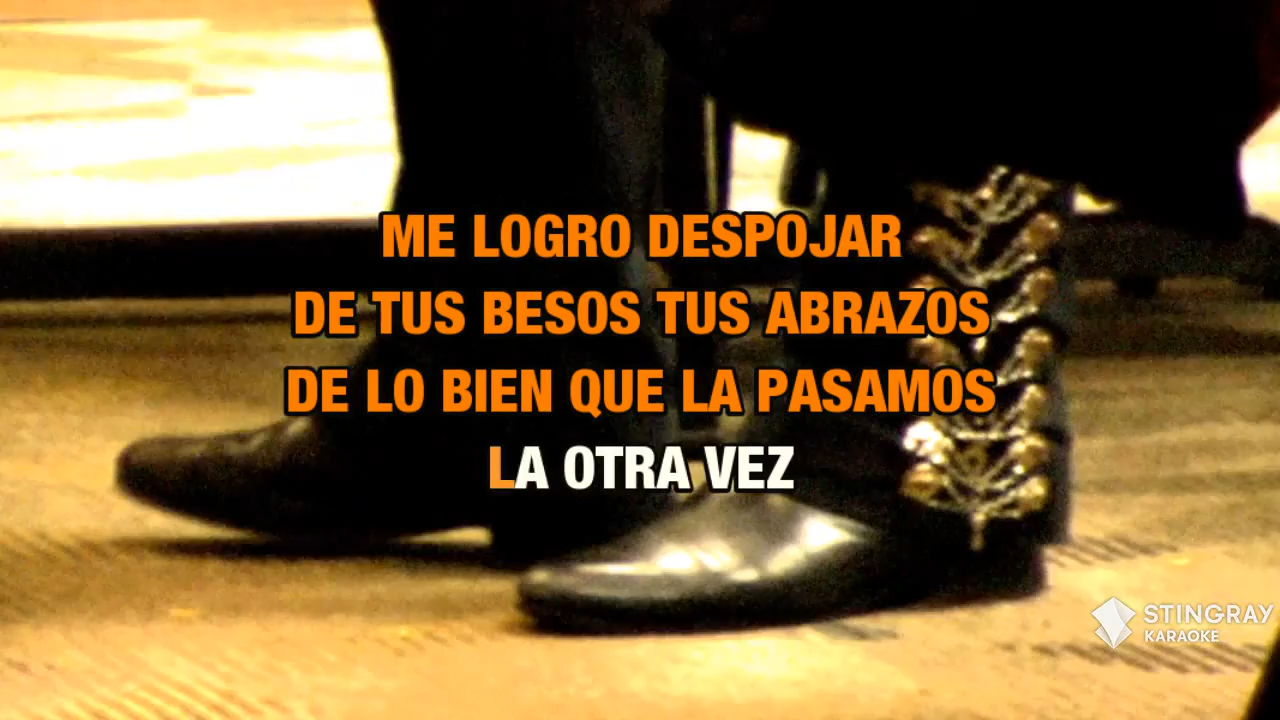 ME LOGRO DESPOJAR
DE TUS BESOS TUS ABRAZOS
DE LO BIEN QUE LA PASAMOS
LA OTRA VEZ
STINGRAY
KARAOKE